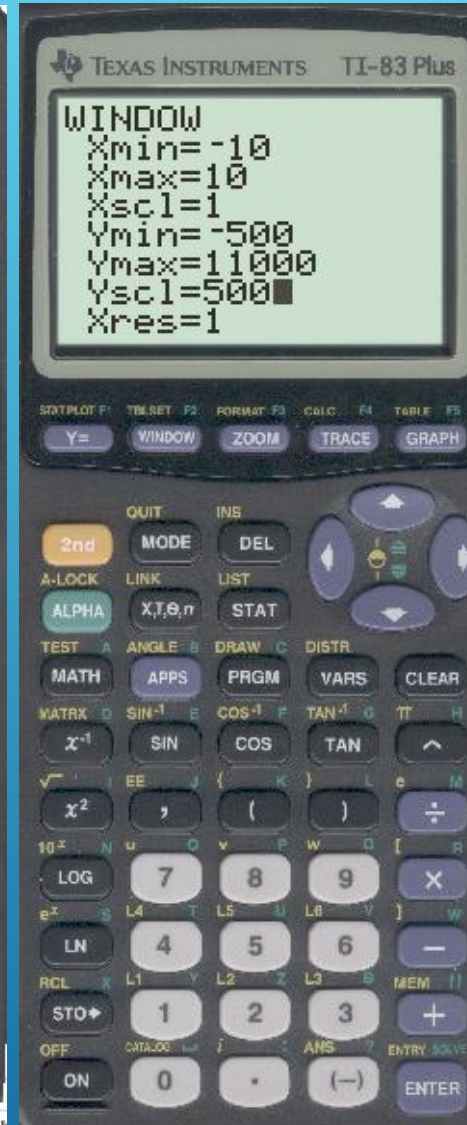 TEXAS INSTRUMENTS TI-83 Plus
WINDOW
Xmin=-10
Xmax=10
Xscl=1
Ymin=-500
Ymax=11000
Yscl=500
Xres=1
STAT PLOT F1 TBLSET F2 FORMAT F3 CALC F4 TABLE F5
Y= WINDOW ZOOM TRACE GRAPH
QUIT INS
2nd MODE DEL
A-LOCK LINK LIST
ALPHA X,T,Θ,n STAT
TEST A ANGLE B DRAW C DISTR
MATH APPS PRGM VARS CLEAR
MATRX D SIN-1 E COS-1 F TAN-1 G π H
x-1 SIN COS TAN ^
√ I EE J { K } L e M
x2 , ( ) ÷
10x N u O v P w Q [ R
LOG 7 8 9 ×
ex S L4 T L5 U L6 V ] W
LN 4 5 6 −
RCL X L1 Y L2 Z L3 θ MEM "
STO➧ 1 2 3 +
OFF CATALOG i : ANS ? ENTRY SOLVE
ON 0 . (−) ENTER